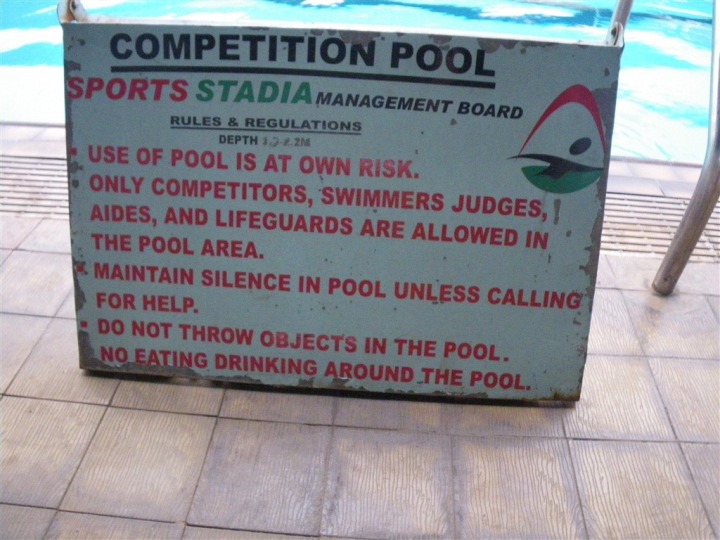 COMPETITION POOL
SPORTS STADIA MANAGEMENT BOARD
RULES & REGULATIONS
DEPTH
• USE OF POOL IS AT OWN RISK.
ONLY COMPETITORS, SWIMMERS JUDGES,
AIDES, AND LIFEGUARDS ARE ALLOWED IN
THE POOL AREA.
• MAINTAIN SILENCE IN POOL UNLESS CALLING
FOR HELP.
• DO NOT THROW OBJECTS IN THE POOL.
NO EATING DRINKING AROUND THE POOL.